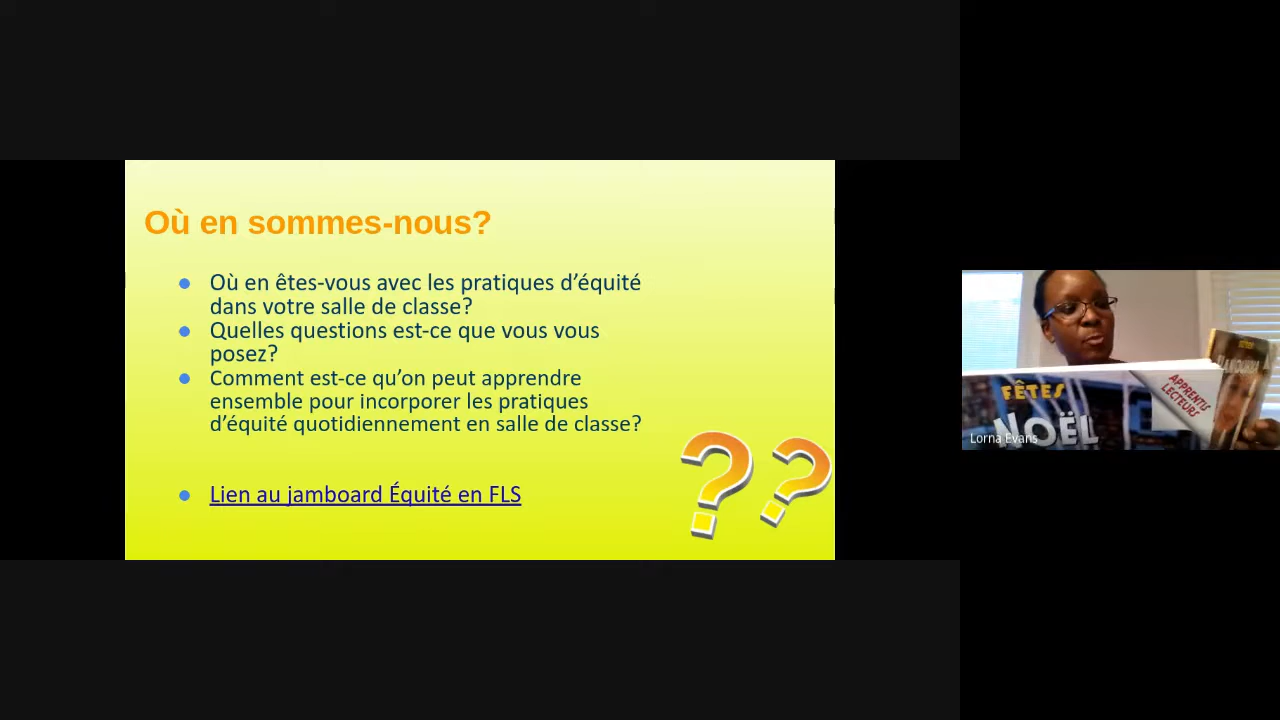 Où en sommes-nous?
Où en êtes-vous avec les pratiques d’équité
dans votre salle de classe?
Quelles questions est-ce que vous vous
posez?
Comment est-ce qu’on peut apprendre
ensemble pour incorporer les pratiques
d’équité quotidiennement en salle de classe?
Lien au jamboard Équité en FLS
??
FÊTES
NOËL
APPRENTIS
LECTEURS
Lorna Evans